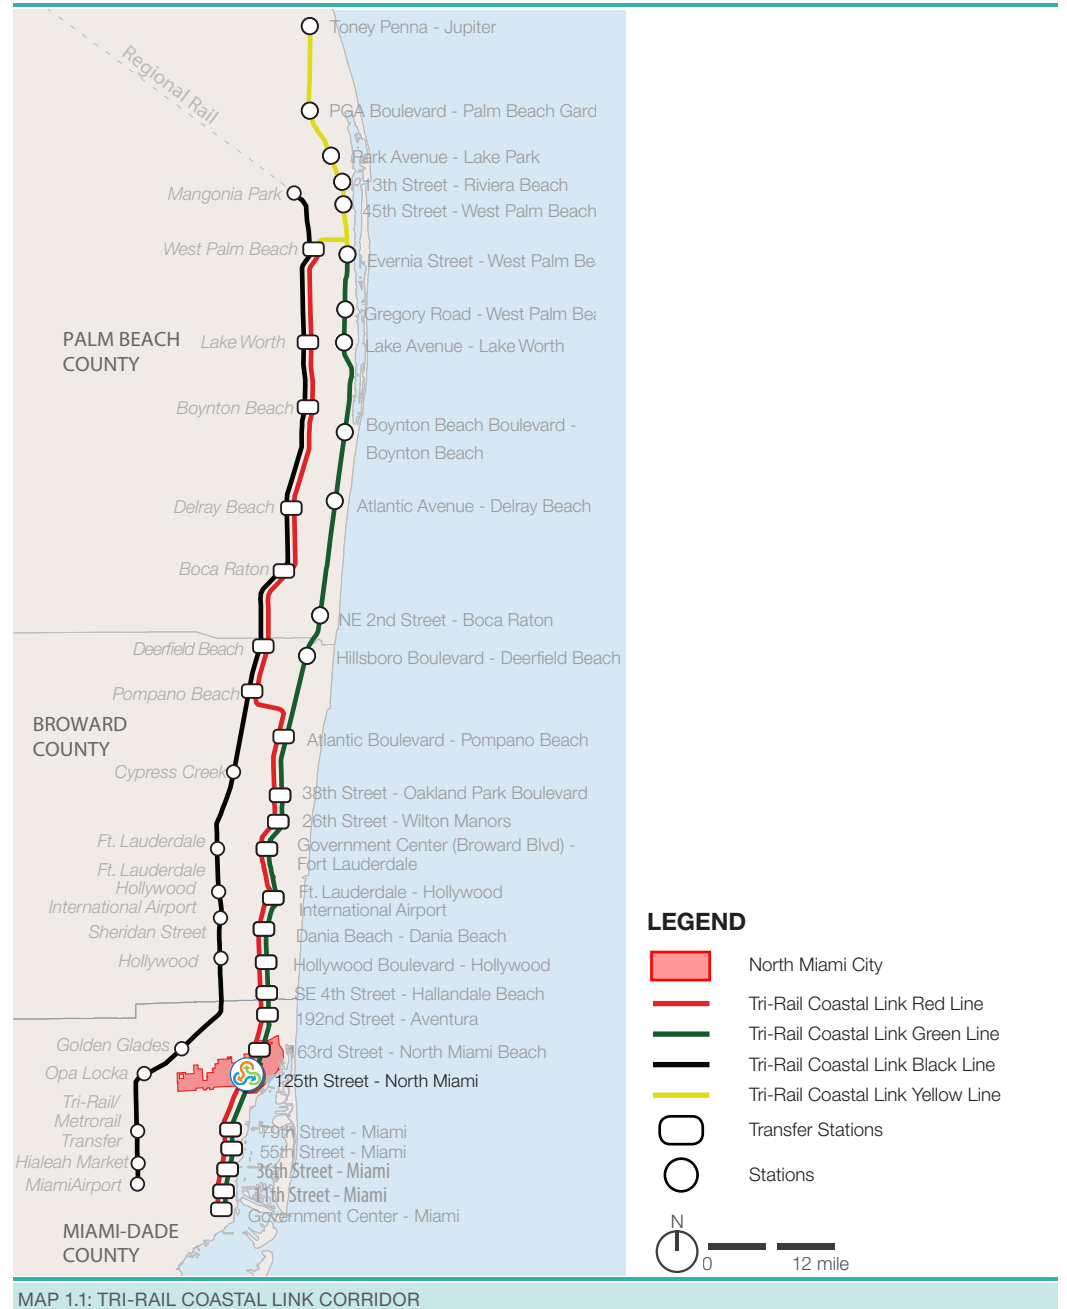 Toney Penna - Jupiter
Regional Rail
PGA Boulevard - Palm Beach Gard
Park Avenue - Lake Park
13th Street - Riviera Beach
Mangonia Park
45th Street - West Palm Beach
West Palm Beach
Evernia Street - West Palm Be
Gregory Road - West Palm Bea
PALM BEACH
COUNTY
Lake Worth
Lake Avenue - Lake Worth
Boynton Beach
Boynton Beach Boulevard -
Boynton Beach
Delray Beach
Atlantic Avenue - Delray Beach
Boca Raton
NE 2nd Street - Boca Raton
Deerfield Beach
Hillsboro Boulevard - Deerfield Beach
Pompano Beach
BROWARD
COUNTY
Atlantic Boulevard - Pompano Beach
Cypress Creek
38th Street - Oakland Park Boulevard
26th Street - Wilton Manors
Ft. Lauderdale
Government Center (Broward Blvd) -
Fort Lauderdale
Ft. Lauderdale
Hollywood
International Airport
Ft. Lauderdale - Hollywood
International Airport
Sheridan Street
Dania Beach - Dania Beach
Hollywood
Hollywood Boulevard - Hollywood
SE 4th Street - Hallandale Beach
192nd Street - Aventura
Golden Glades
163rd Street - North Miami Beach
Opa Locka
125th Street - North Miami
Tri-Rail/
Metrorail
Transfer
79th Street - Miami
55th Street - Miami
Hialeah Market
36th Street - Miami
MiamiAirport
11th Street - Miami
Government Center - Miami
MIAMI-DADE
COUNTY
LEGEND
North Miami City
Tri-Rail Coastal Link Red Line
Tri-Rail Coastal Link Green Line
Tri-Rail Coastal Link Black Line
Tri-Rail Coastal Link Yellow Line
Transfer Stations
Stations
N
0 12 mile
MAP 1.1: TRI-RAIL COASTAL LINK CORRIDOR